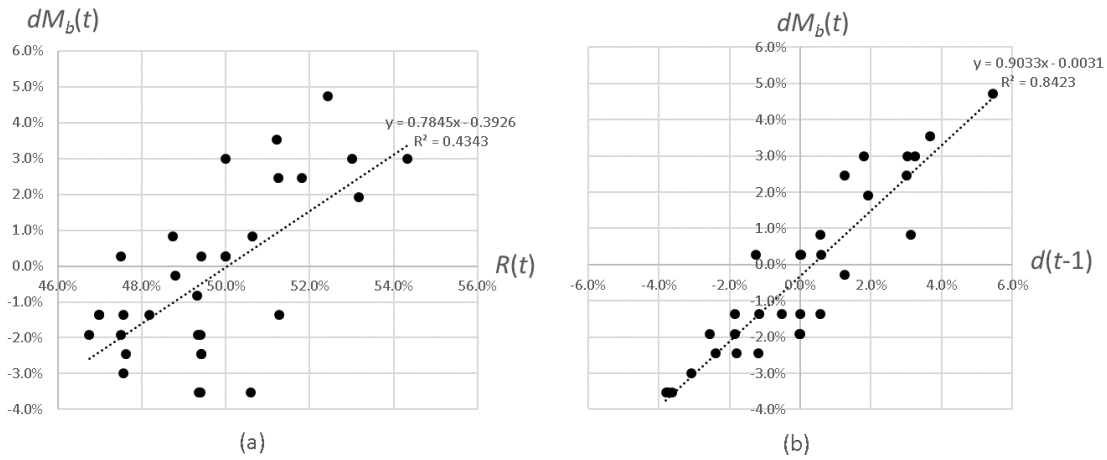 dM_b(t)
6.0%
5.0%
4.0%
3.0%
2.0%
1.0%
0.0%
-1.0%
-2.0%
-3.0%
-4.0%
46.0% 48.0% 50.0% 52.0% 54.0% 56.0%
y = 0.7845x - 0.3926
R² = 0.4343
R(t)
(a)
dM_b(t)
6.0%
5.0%
4.0%
3.0%
2.0%
1.0%
0.0%
-1.0%
-2.0%
-3.0%
-4.0%
-6.0% -4.0% -2.0% 0.0% 2.0% 4.0% 6.0%
y = 0.9033x - 0.0031
R² = 0.8423
d(t-1)
(b)